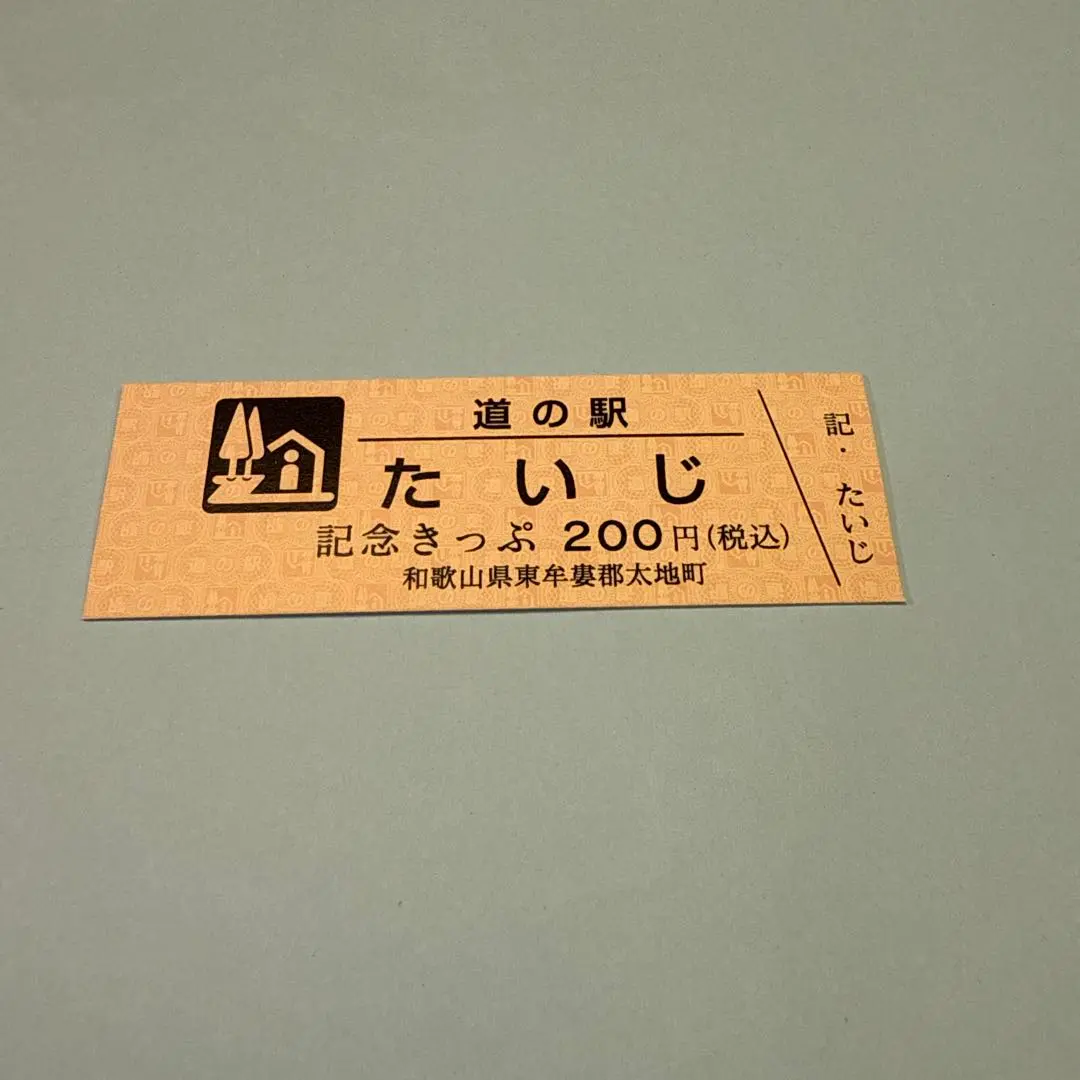 道の駅
たいじ
記念きっぷ 200円(税込)
和歌山県東牟婁郡太地町
記・たいじ